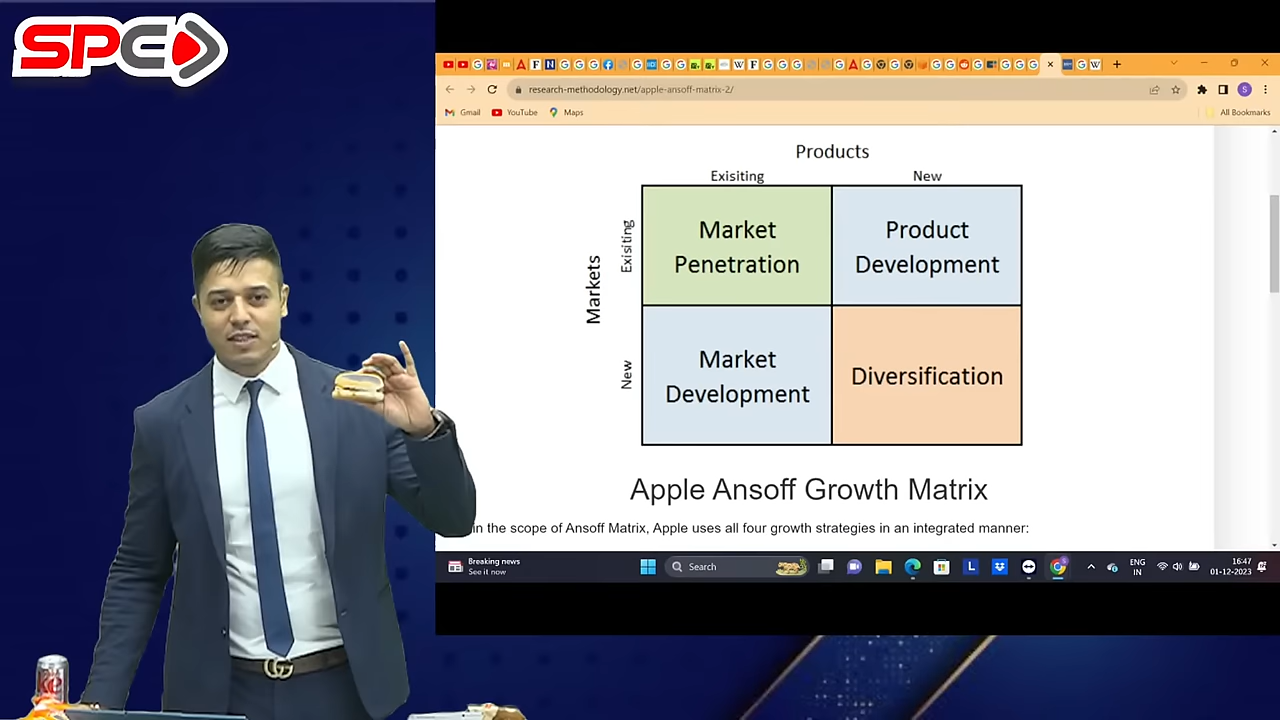 SPED
research-methodology.net/apple-ansoff-matrix-2/
Gmail YouTube Maps All Bookmarks
Products
Exisiting New
Markets
Exisiting
Market
Penetration
Product
Development
New
Market
Development
Diversification
Apple Ansoff Growth Matrix
in the scope of Ansoff Matrix, Apple uses all four growth strategies in an integrated manner:
Breaking news
See it now
Search
ENG
IN
16:47
01-12-2023